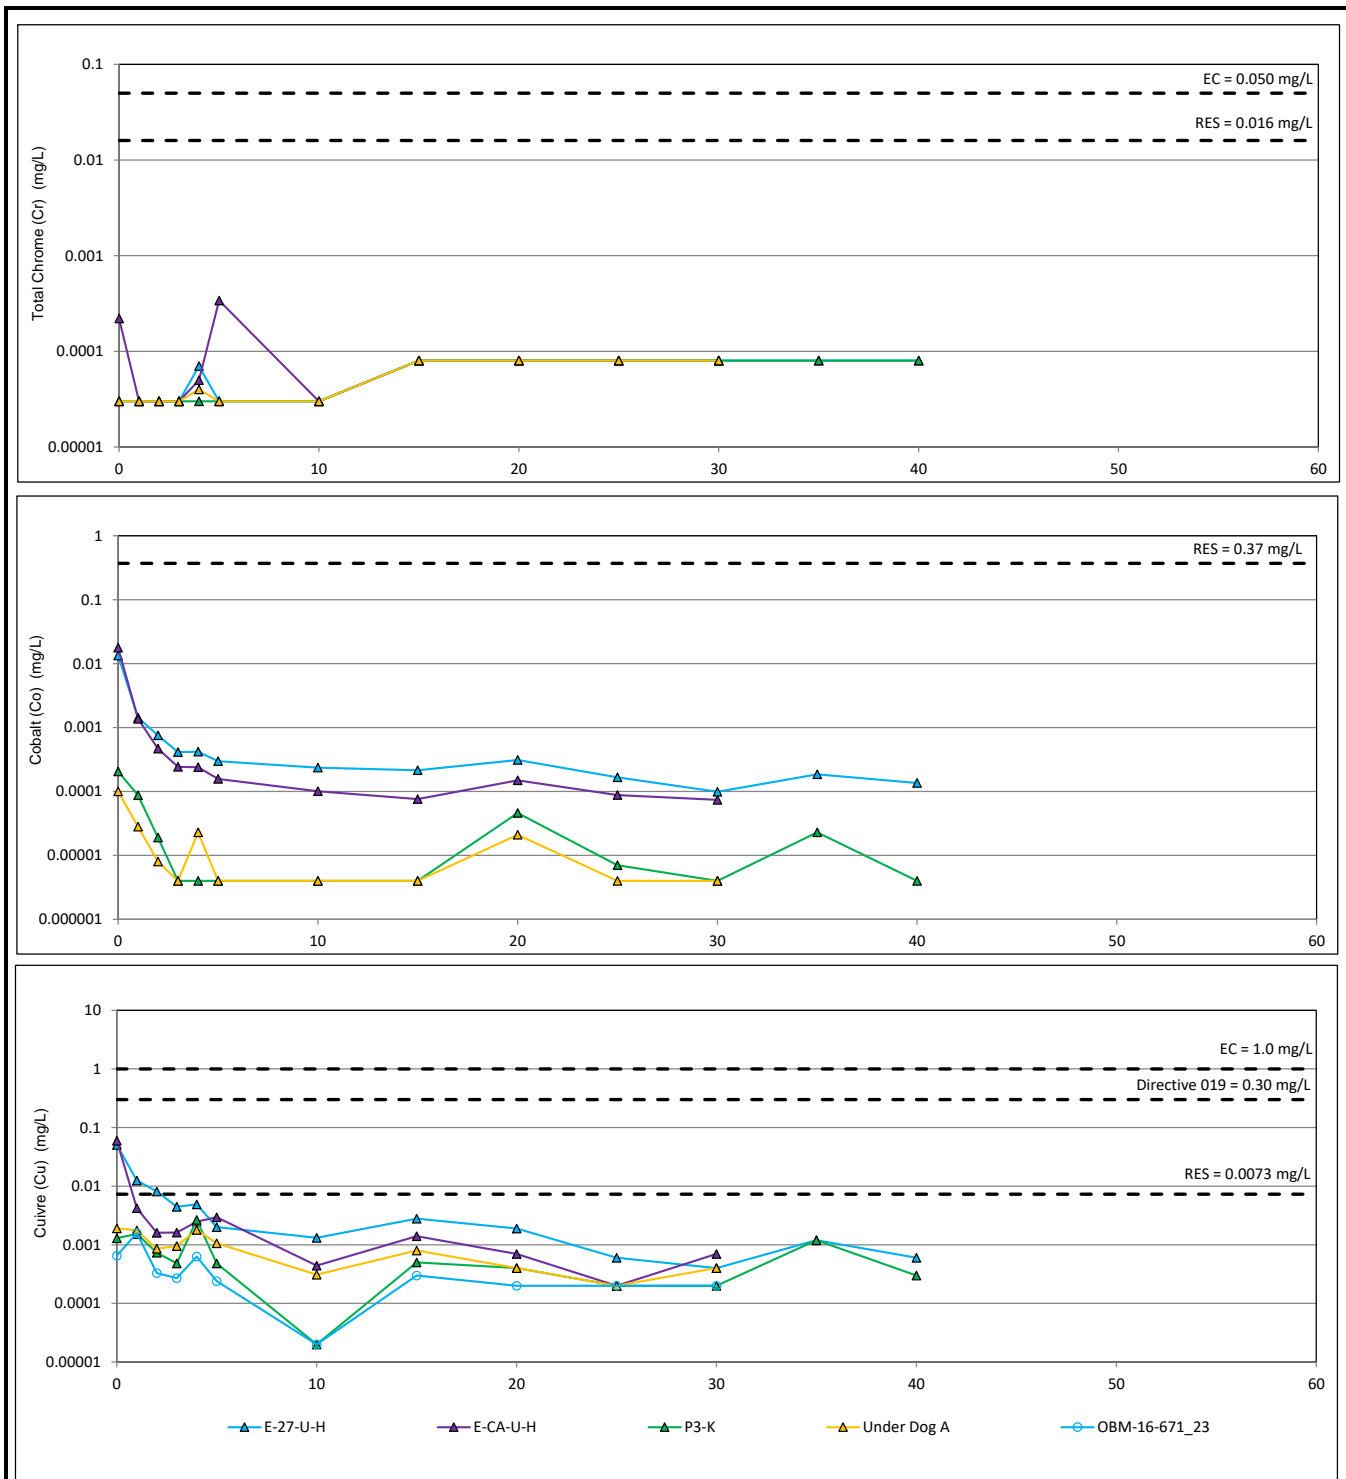 0.1
EC = 0.050 mg/L
RES = 0.016 mg/L
0.01
0.001
0.0001
0.00001
Total Chrome (Cr) (mg/L)
0 10 20 30 40 50 60
1
RES = 0.37 mg/L
0.1
0.01
0.001
0.0001
0.00001
0.000001
Cobalt (Co) (mg/L)
0 10 20 30 40 50 60
10
EC = 1.0 mg/L
1
Directive 019 = 0.30 mg/L
0.1
RES = 0.0073 mg/L
0.01
0.001
0.0001
0.00001
Cuivre (Cu) (mg/L)
0 10 20 30 40 50 60
E-27-U-H E-CA-U-H P3-K Under Dog A OBM-16-671_23